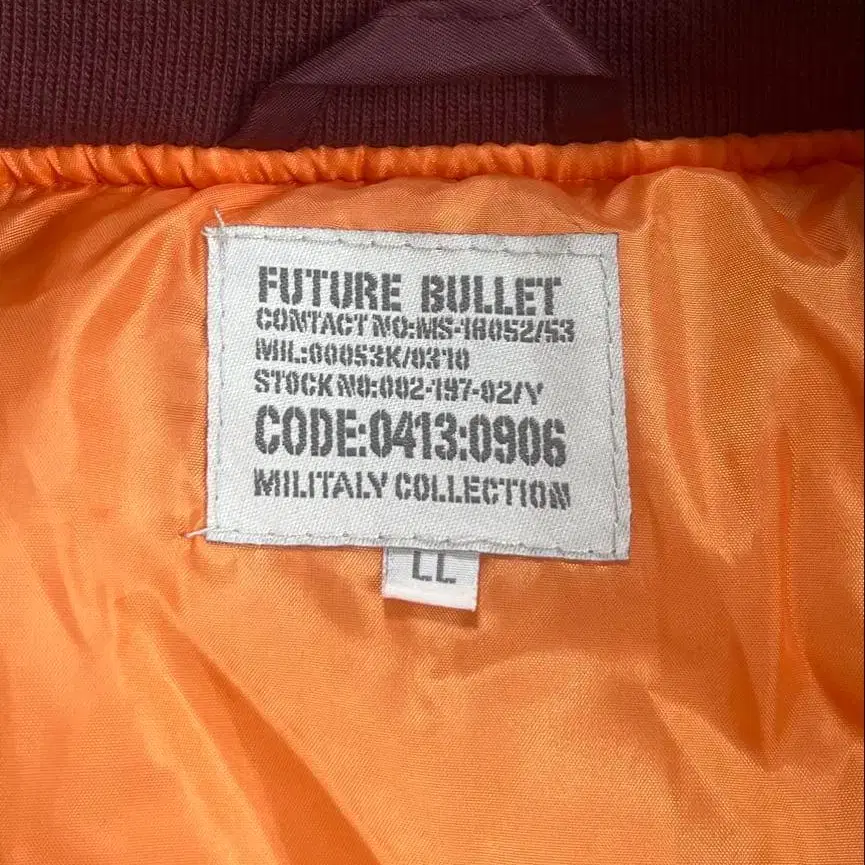 FUTURE BULLET
CONTACT NO:MS-18052/53
MIL:00053K/0310
STOCK NO:002-197-02/Y
CODE:0413:0906
MILITALY COLLECTION
LL